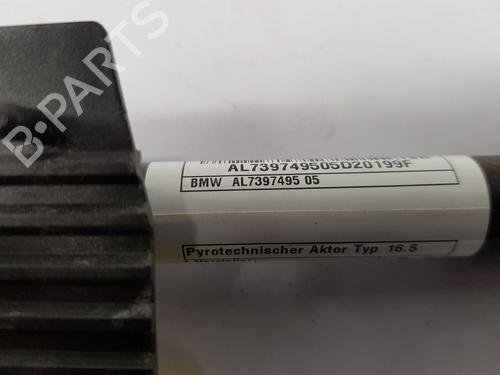 B-PARTS
AL739749505D20199F
BMW AL7397495 05
Pyrotechnischer Aktor Typ 16.5